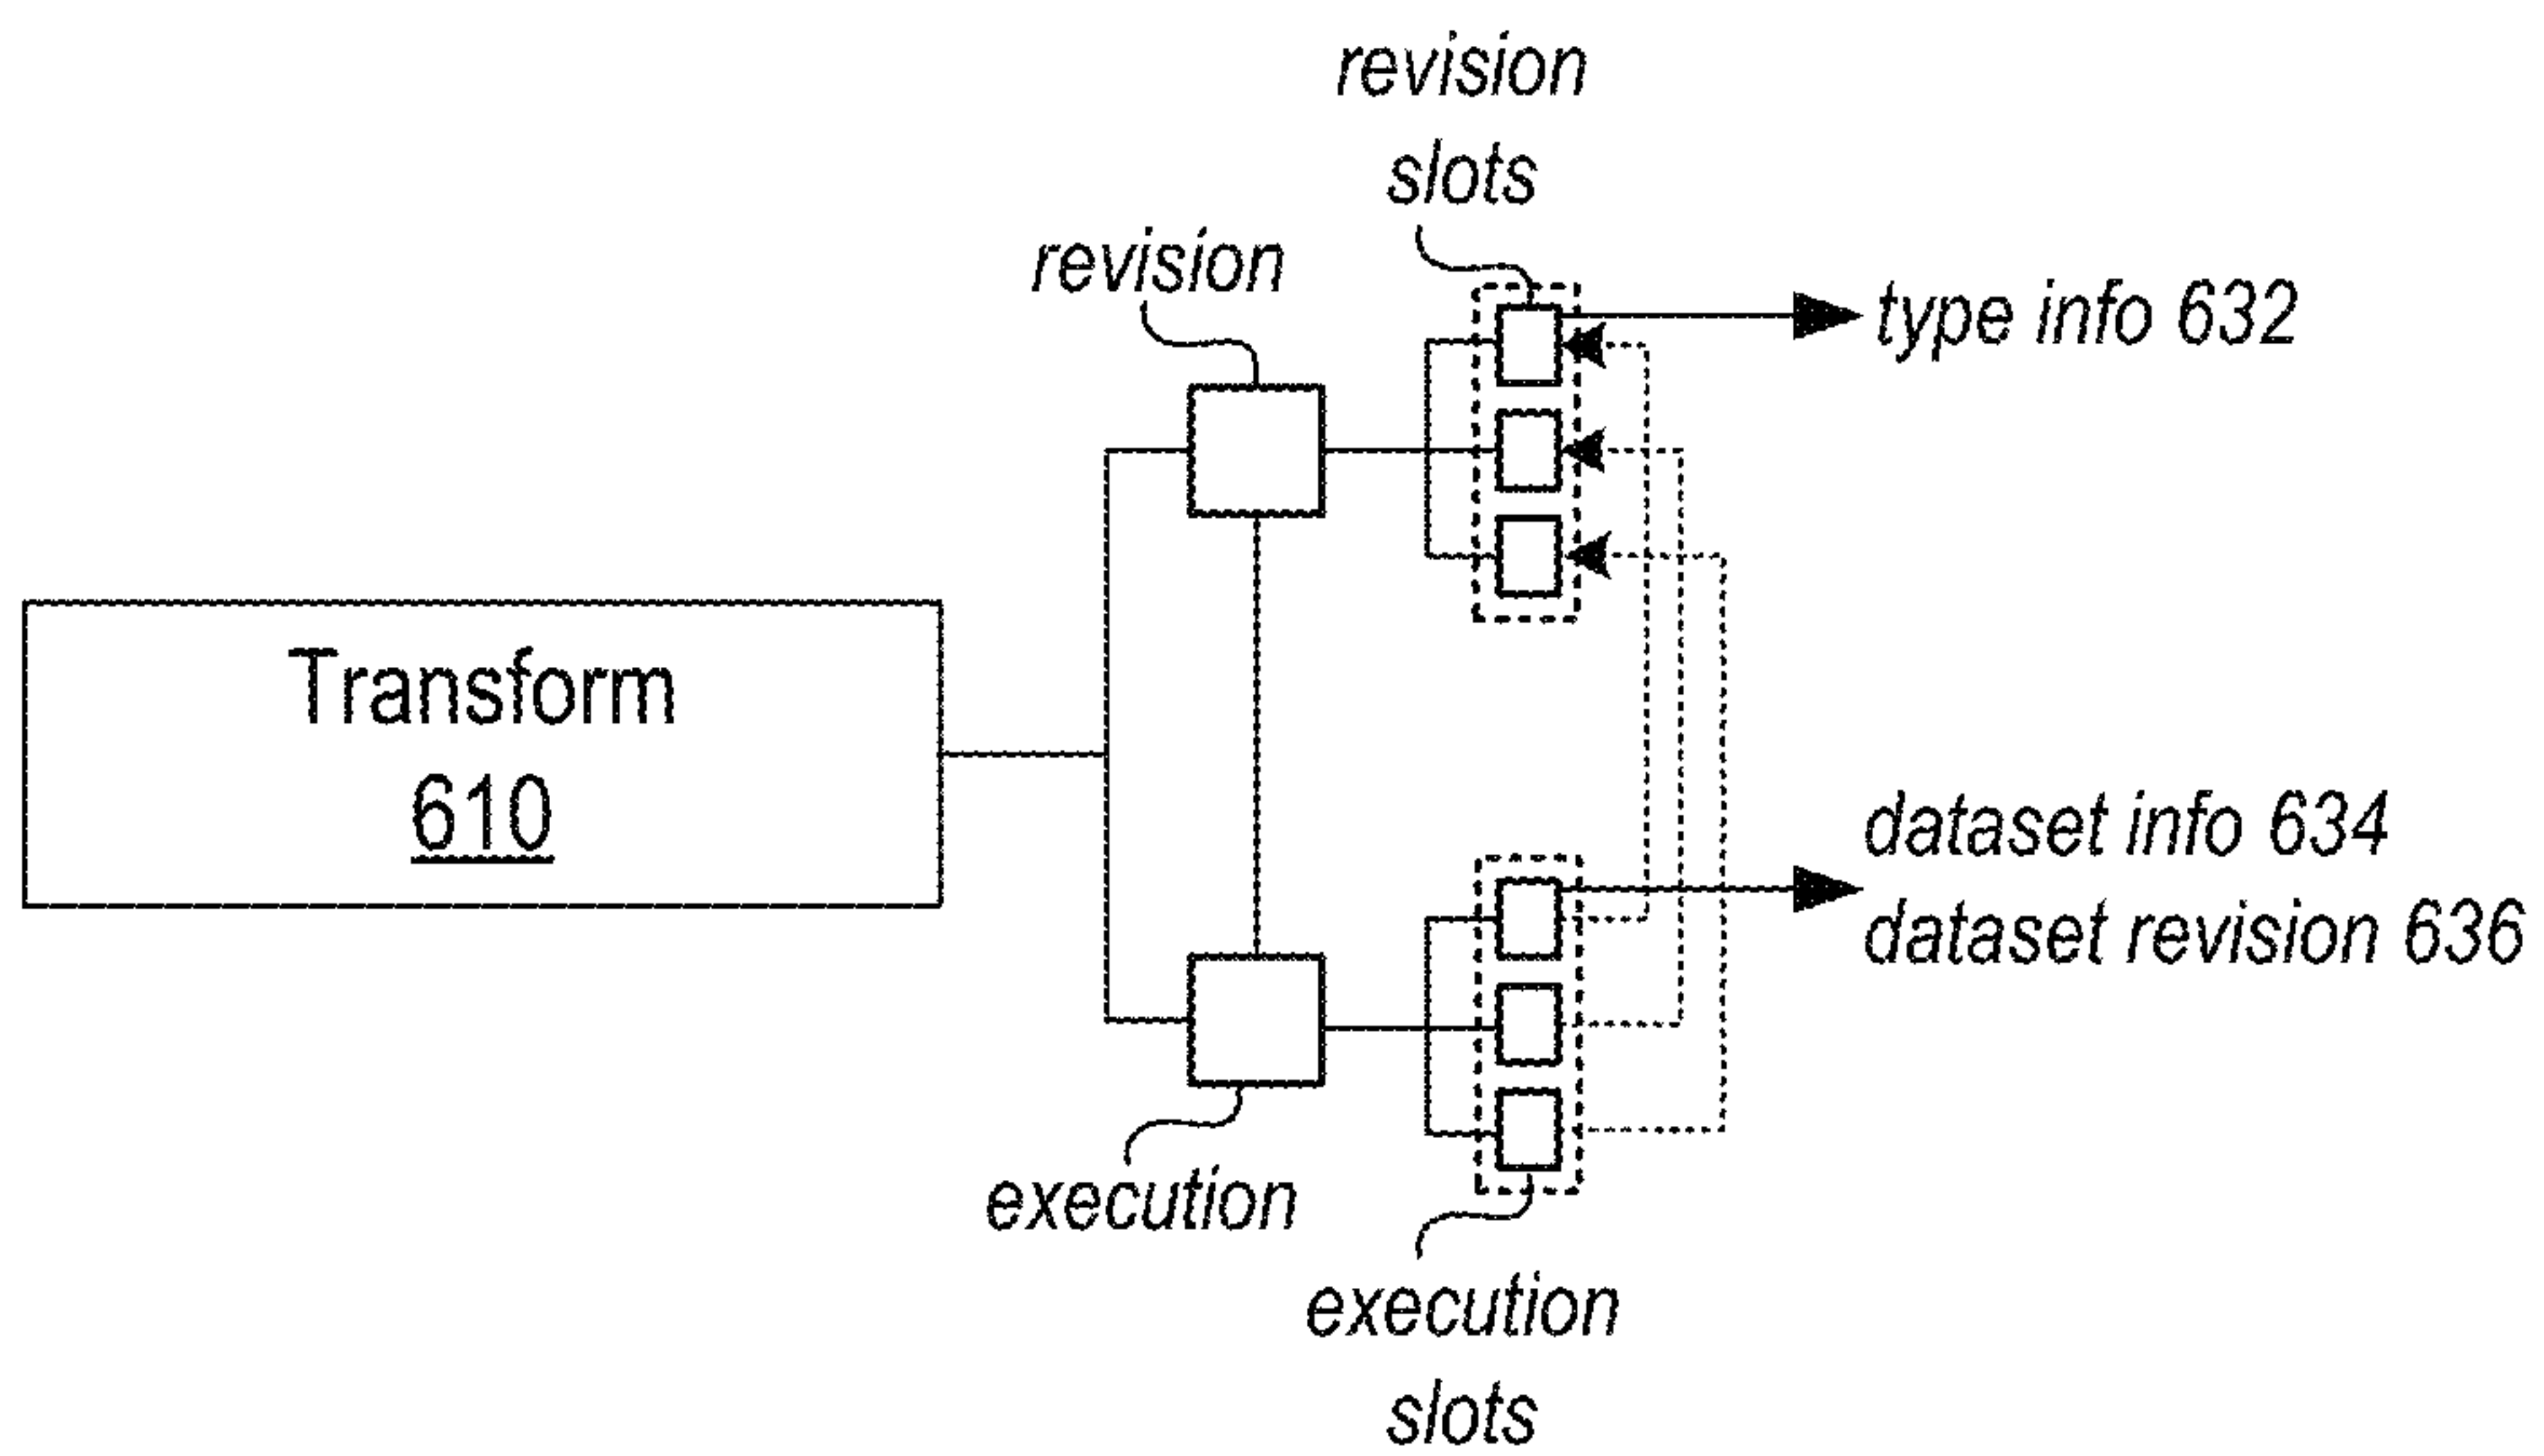 revision
slots
revision
type info 632
Transform
610
dataset info 634
dataset revision 636
execution
execution
slots